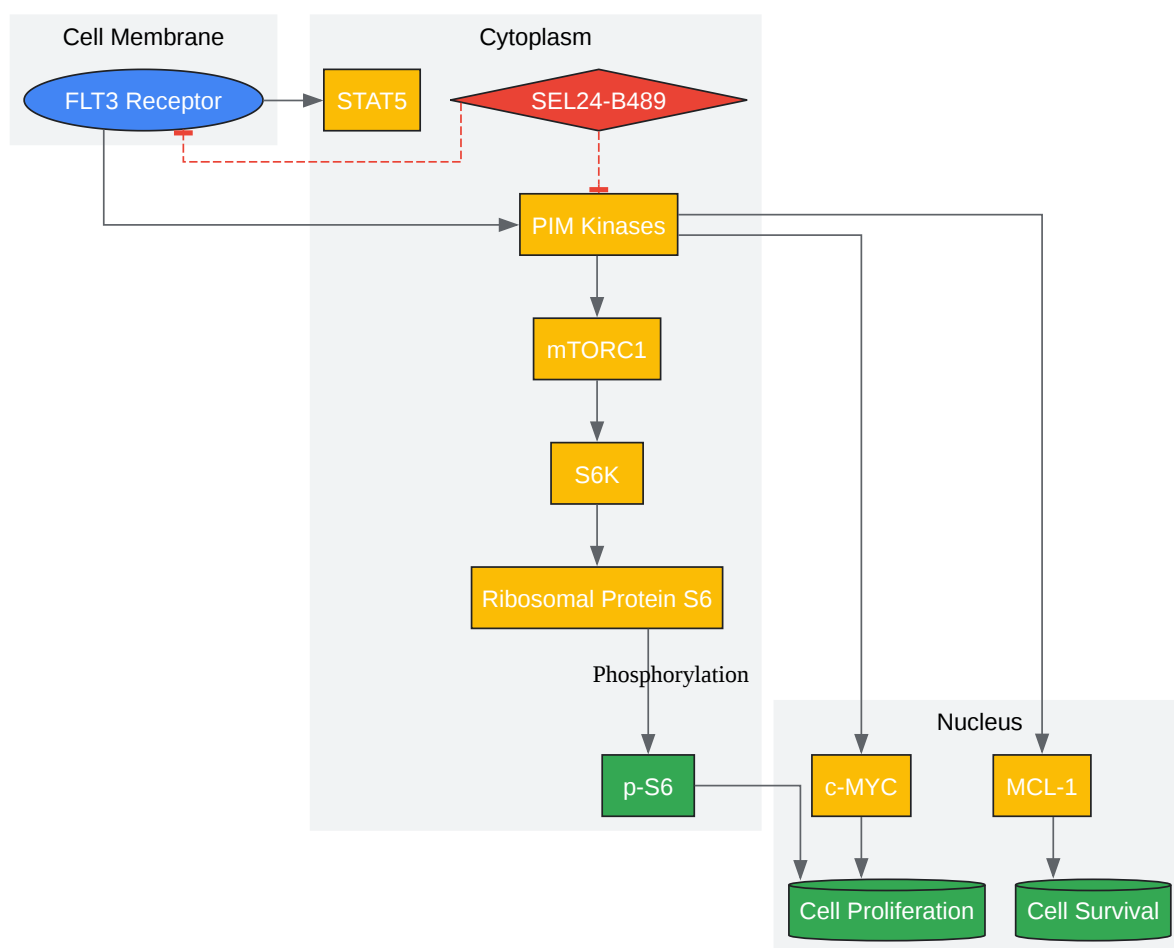 Cell Membrane
Cytoplasm
FLT3 Receptor
STAT5
SEL24-B489
PIM Kinases
mTORC1
S6K
Ribosomal Protein S6
Phosphorylation
Nucleus
p-S6
c-MYC
MCL-1
Cell Proliferation
Cell Survival